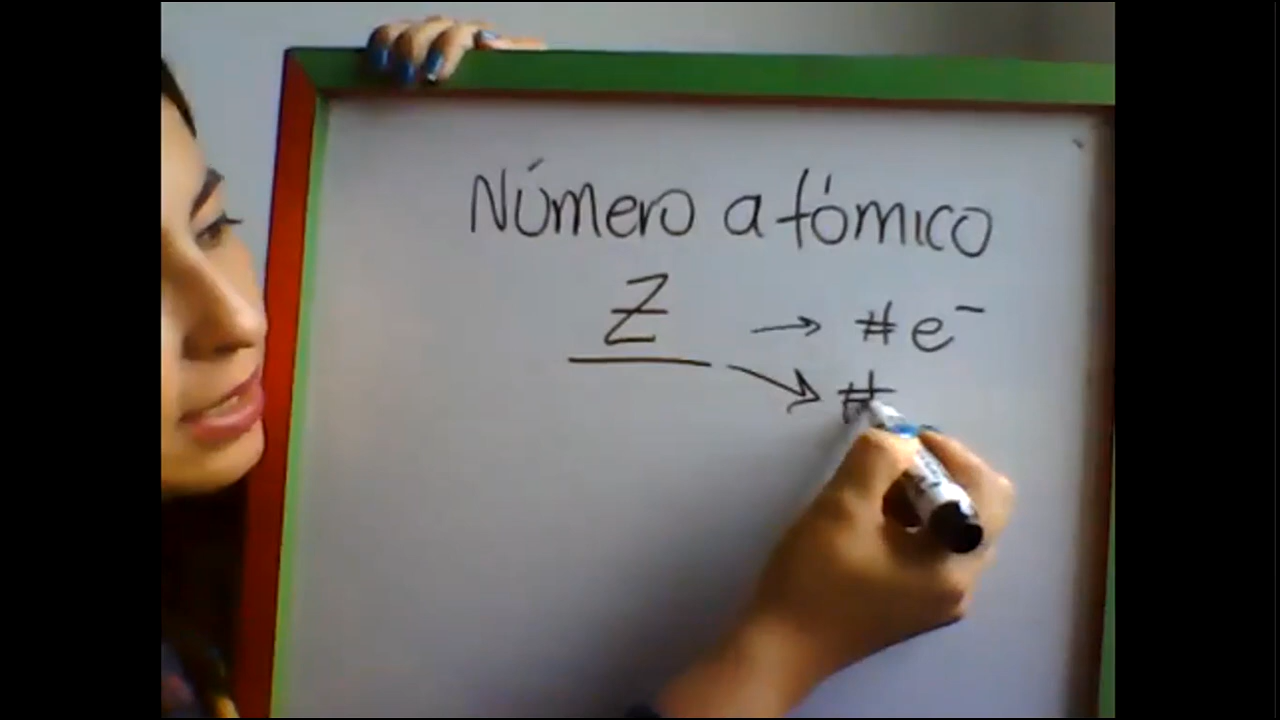 Número atómico
Z → # e⁻
#